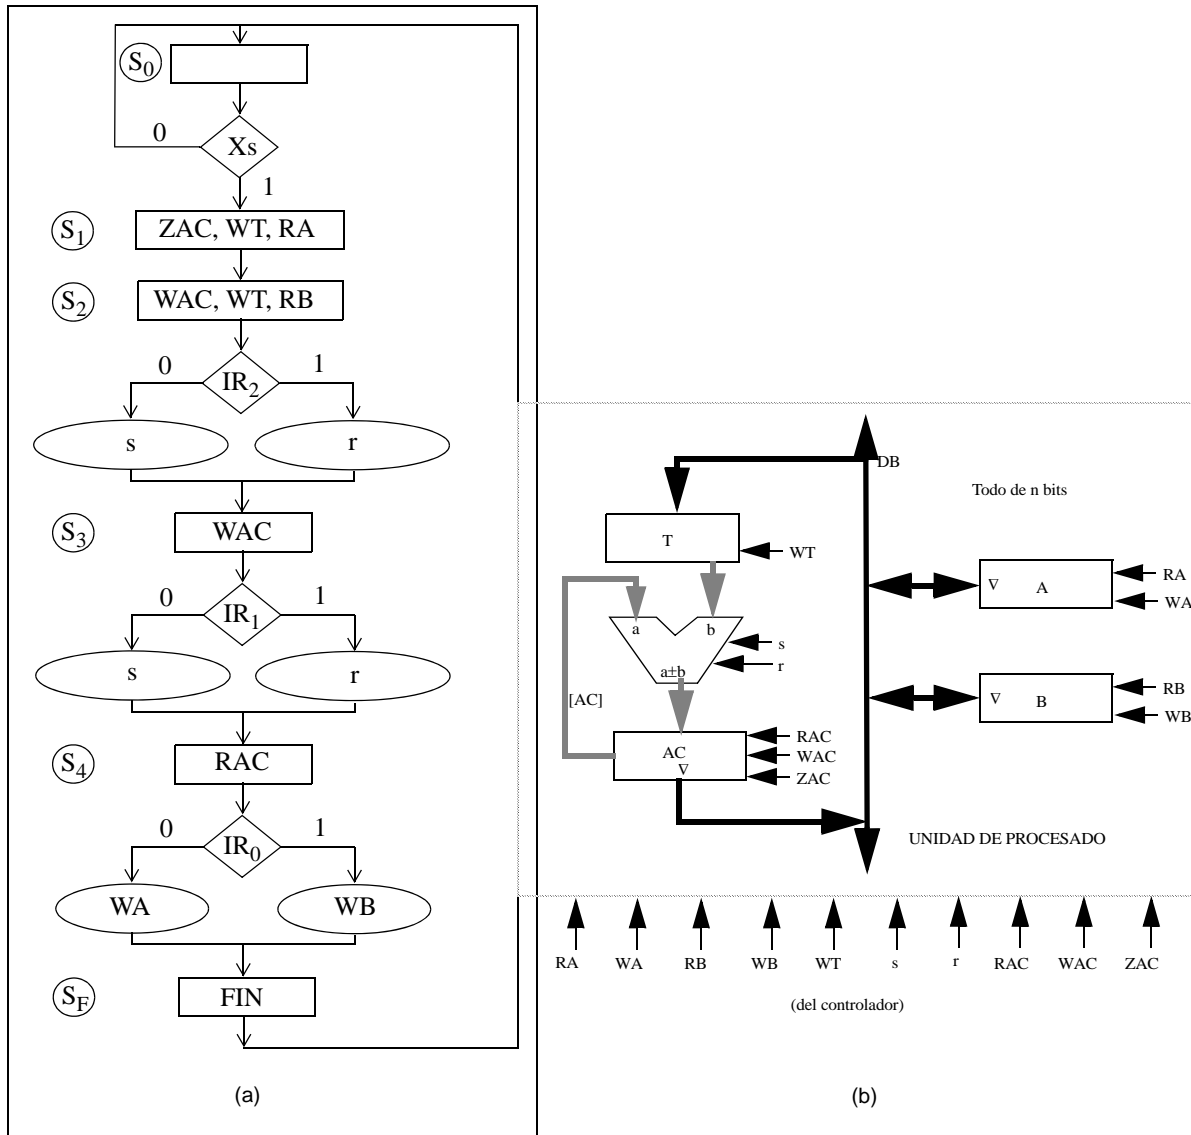 S0
Xs
0
1
S1
ZAC, WT, RA
S2
WAC, WT, RB
0
1
IR2
s
r
S3
WAC
0
1
IR1
s
r
S4
RAC
0
1
IR0
WA
WB
SF
FIN
(a)
DB
Todo de n bits
T
WT
RA
∇ A
WA
a
b
s
r
a±b
[AC]
RB
∇ B
WB
RAC
AC
WAC
∇
ZAC
UNIDAD DE PROCESADO
RA WA RB WB WT s r RAC WAC ZAC
(del controlador)
(b)